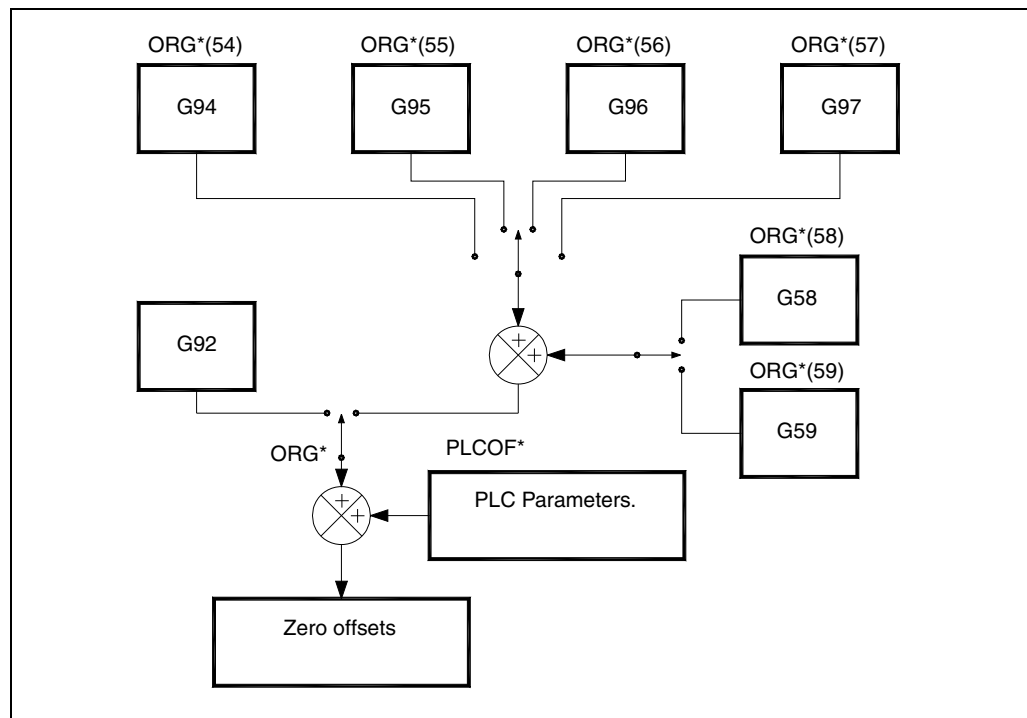 ORG*(54) ORG*(55) ORG*(56) ORG*(57)
G94 G95 G96 G97
ORG*(58)
G58
G92
ORG*(59)
G59
ORG* PLCOF*
PLC Parameters.
Zero offsets